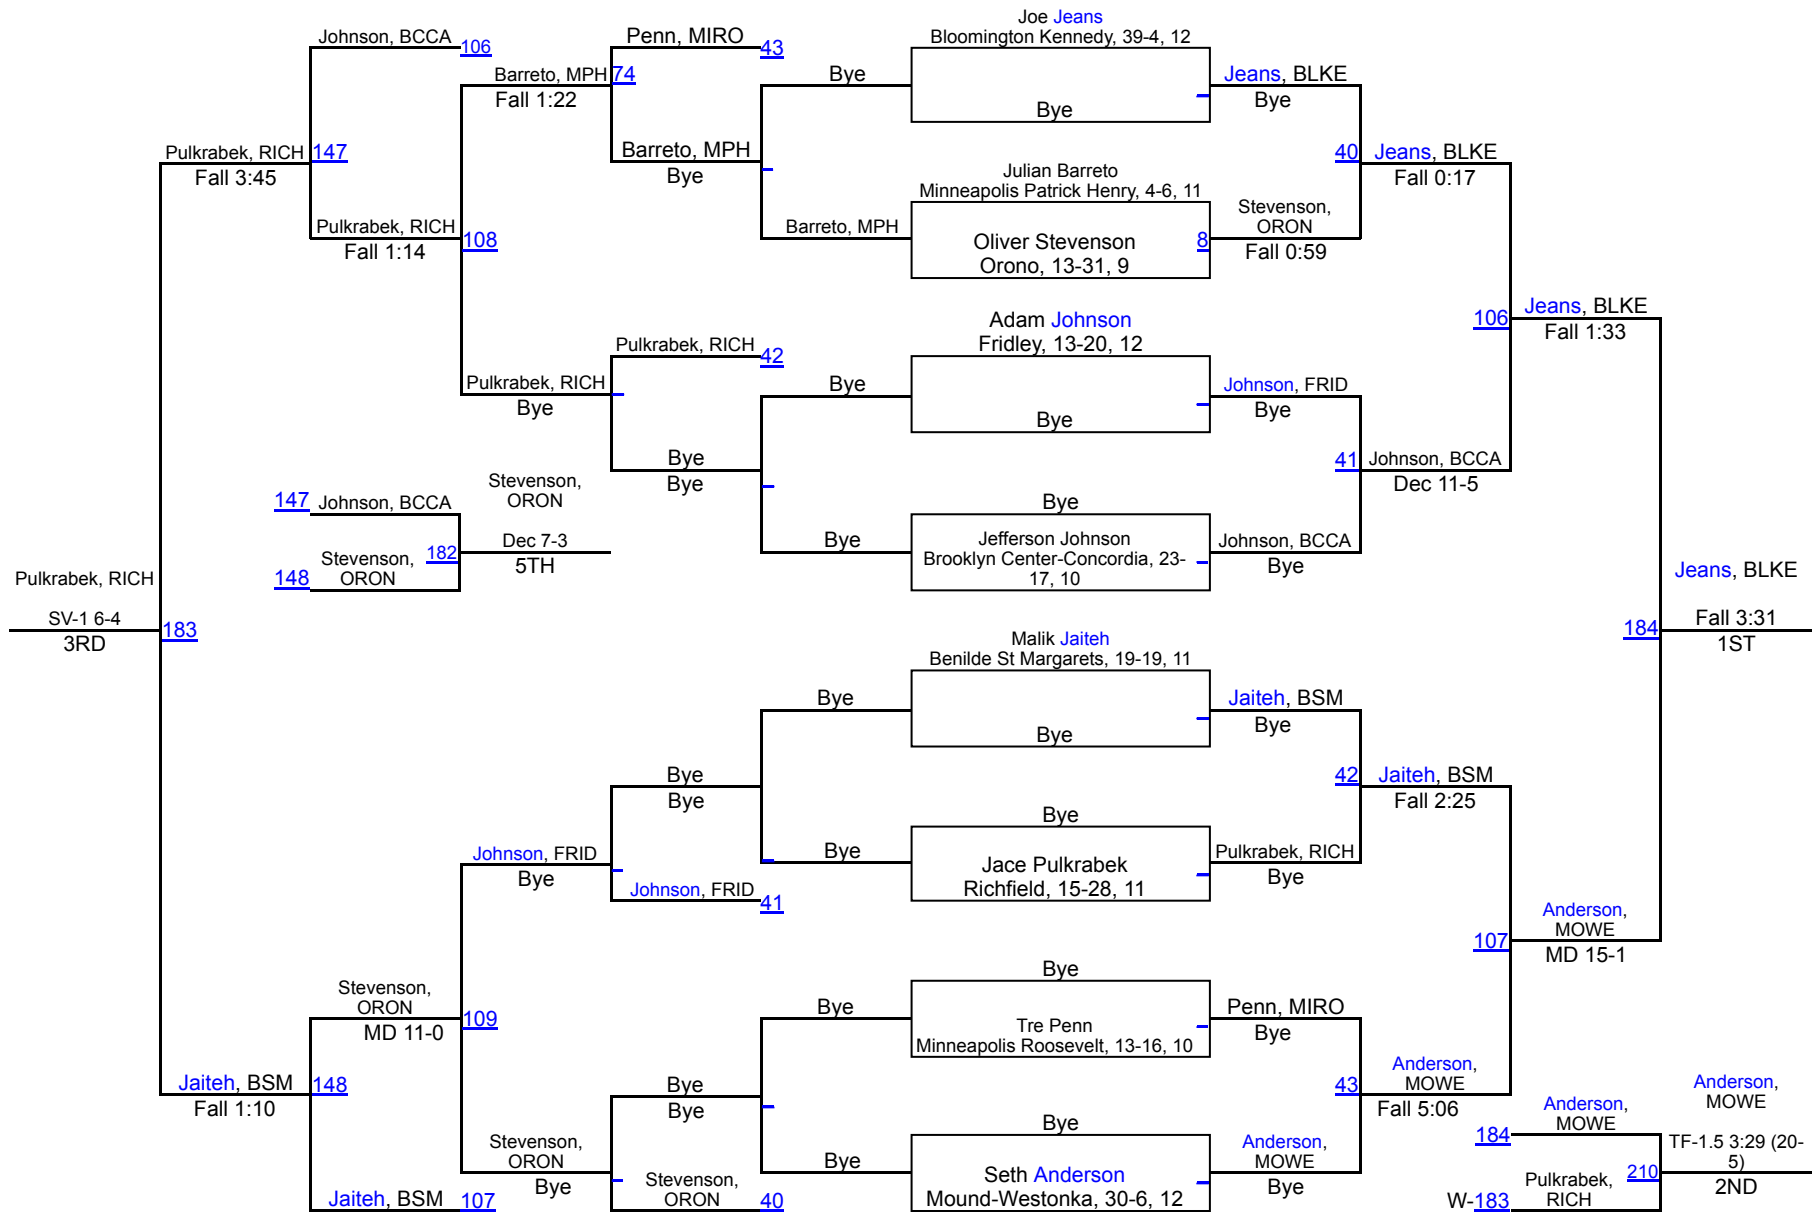 Johnson, BCCA
106
Penn, MIRO
43
Joe Jeans
Bloomington Kennedy, 39-4, 12
Barreto, MPH
74
Fall 1:22
Bye
Bye
Jeans, BLKE
Bye
Pulkrabek, RICH
147
Fall 3:45
Barreto, MPH
Bye
Julian Barreto
Minneapolis Patrick Henry, 4-6, 11
40
Jeans, BLKE
Fall 0:17
Pulkrabek, RICH
108
Fall 1:14
Barreto, MPH
Oliver Stevenson
Orono, 13-31, 9
8
Stevenson,
ORON
Fall 0:59
Adam Johnson
Fridley, 13-20, 12
106
Jeans, BLKE
Fall 1:33
Pulkrabek, RICH
42
Pulkrabek, RICH
Bye
Bye
Bye
Johnson, FRID
Bye
Bye
Bye
41
Johnson, BCCA
Dec 11-5
147
Johnson, BCCA
Stevenson,
ORON
Stevenson,
ORON
148
182
Dec 7-3
5TH
Bye
Bye
Jefferson Johnson
Brooklyn Center-Concordia, 23-
17, 10
Johnson, BCCA
Bye
Pulkrabek, RICH
SV-1 6-4
3RD
183
Jeans, BLKE
184
Fall 3:31
1ST
Malik Jaiteh
Benilde St Margarets, 19-19, 11
Bye
Bye
Jaiteh, BSM
Bye
Bye
Bye
42
Jaiteh, BSM
Fall 2:25
Johnson, FRID
Bye
Bye
Bye
Jace Pulkrabek
Richfield, 15-28, 11
Pulkrabek, RICH
Bye
Johnson, FRID
41
107
Anderson,
MOWE
MD 15-1
Stevenson,
ORON
MD 11-0
109
Bye
Bye
Tre Penn
Minneapolis Roosevelt, 13-16, 10
Penn, MIRO
Bye
Jaiteh, BSM
148
Fall 1:10
Bye
Bye
43
Anderson,
MOWE
Fall 5:06
Stevenson,
ORON
Bye
Bye
Bye
Seth Anderson
Mound-Westonka, 30-6, 12
Anderson,
MOWE
Bye
Jaiteh, BSM
107
Stevenson,
ORON
40
Anderson,
MOWE
184
Pulkrabek,
RICH
W-183
210
Anderson,
MOWE
TF-1.5 3:29 (20-
5)
2ND